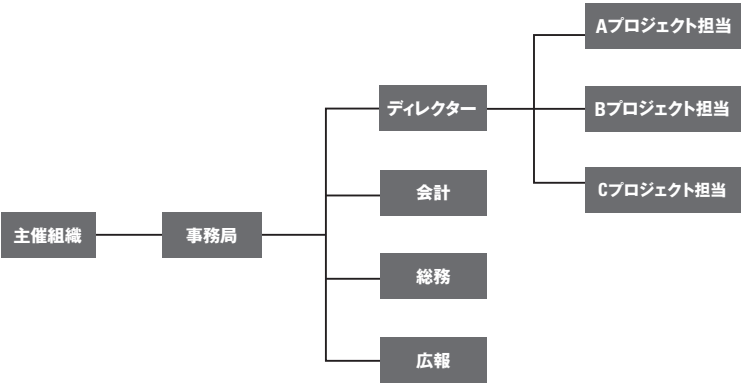 主催組織
事務局
ディレクター
会計
総務
広報
Aプロジェクト担当
Bプロジェクト担当
Cプロジェクト担当